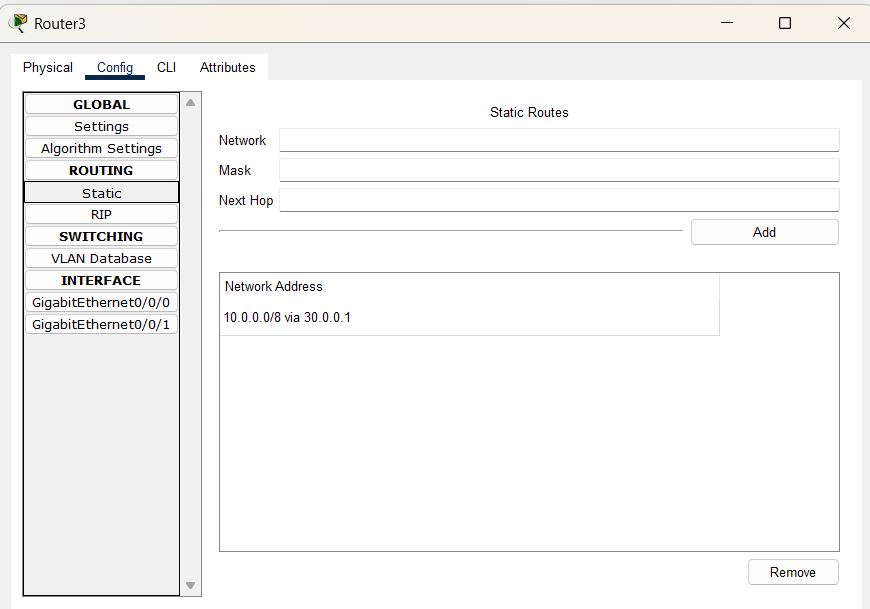 Router3
Physical Config CLI Attributes
GLOBAL
Settings
Algorithm Settings
ROUTING
Static
RIP
SWITCHING
VLAN Database
INTERFACE
GigabitEthernet0/0/0
GigabitEthernet0/0/1
Static Routes
Network
Mask
Next Hop
Add
Network Address
10.0.0.0/8 via 30.0.0.1
Remove